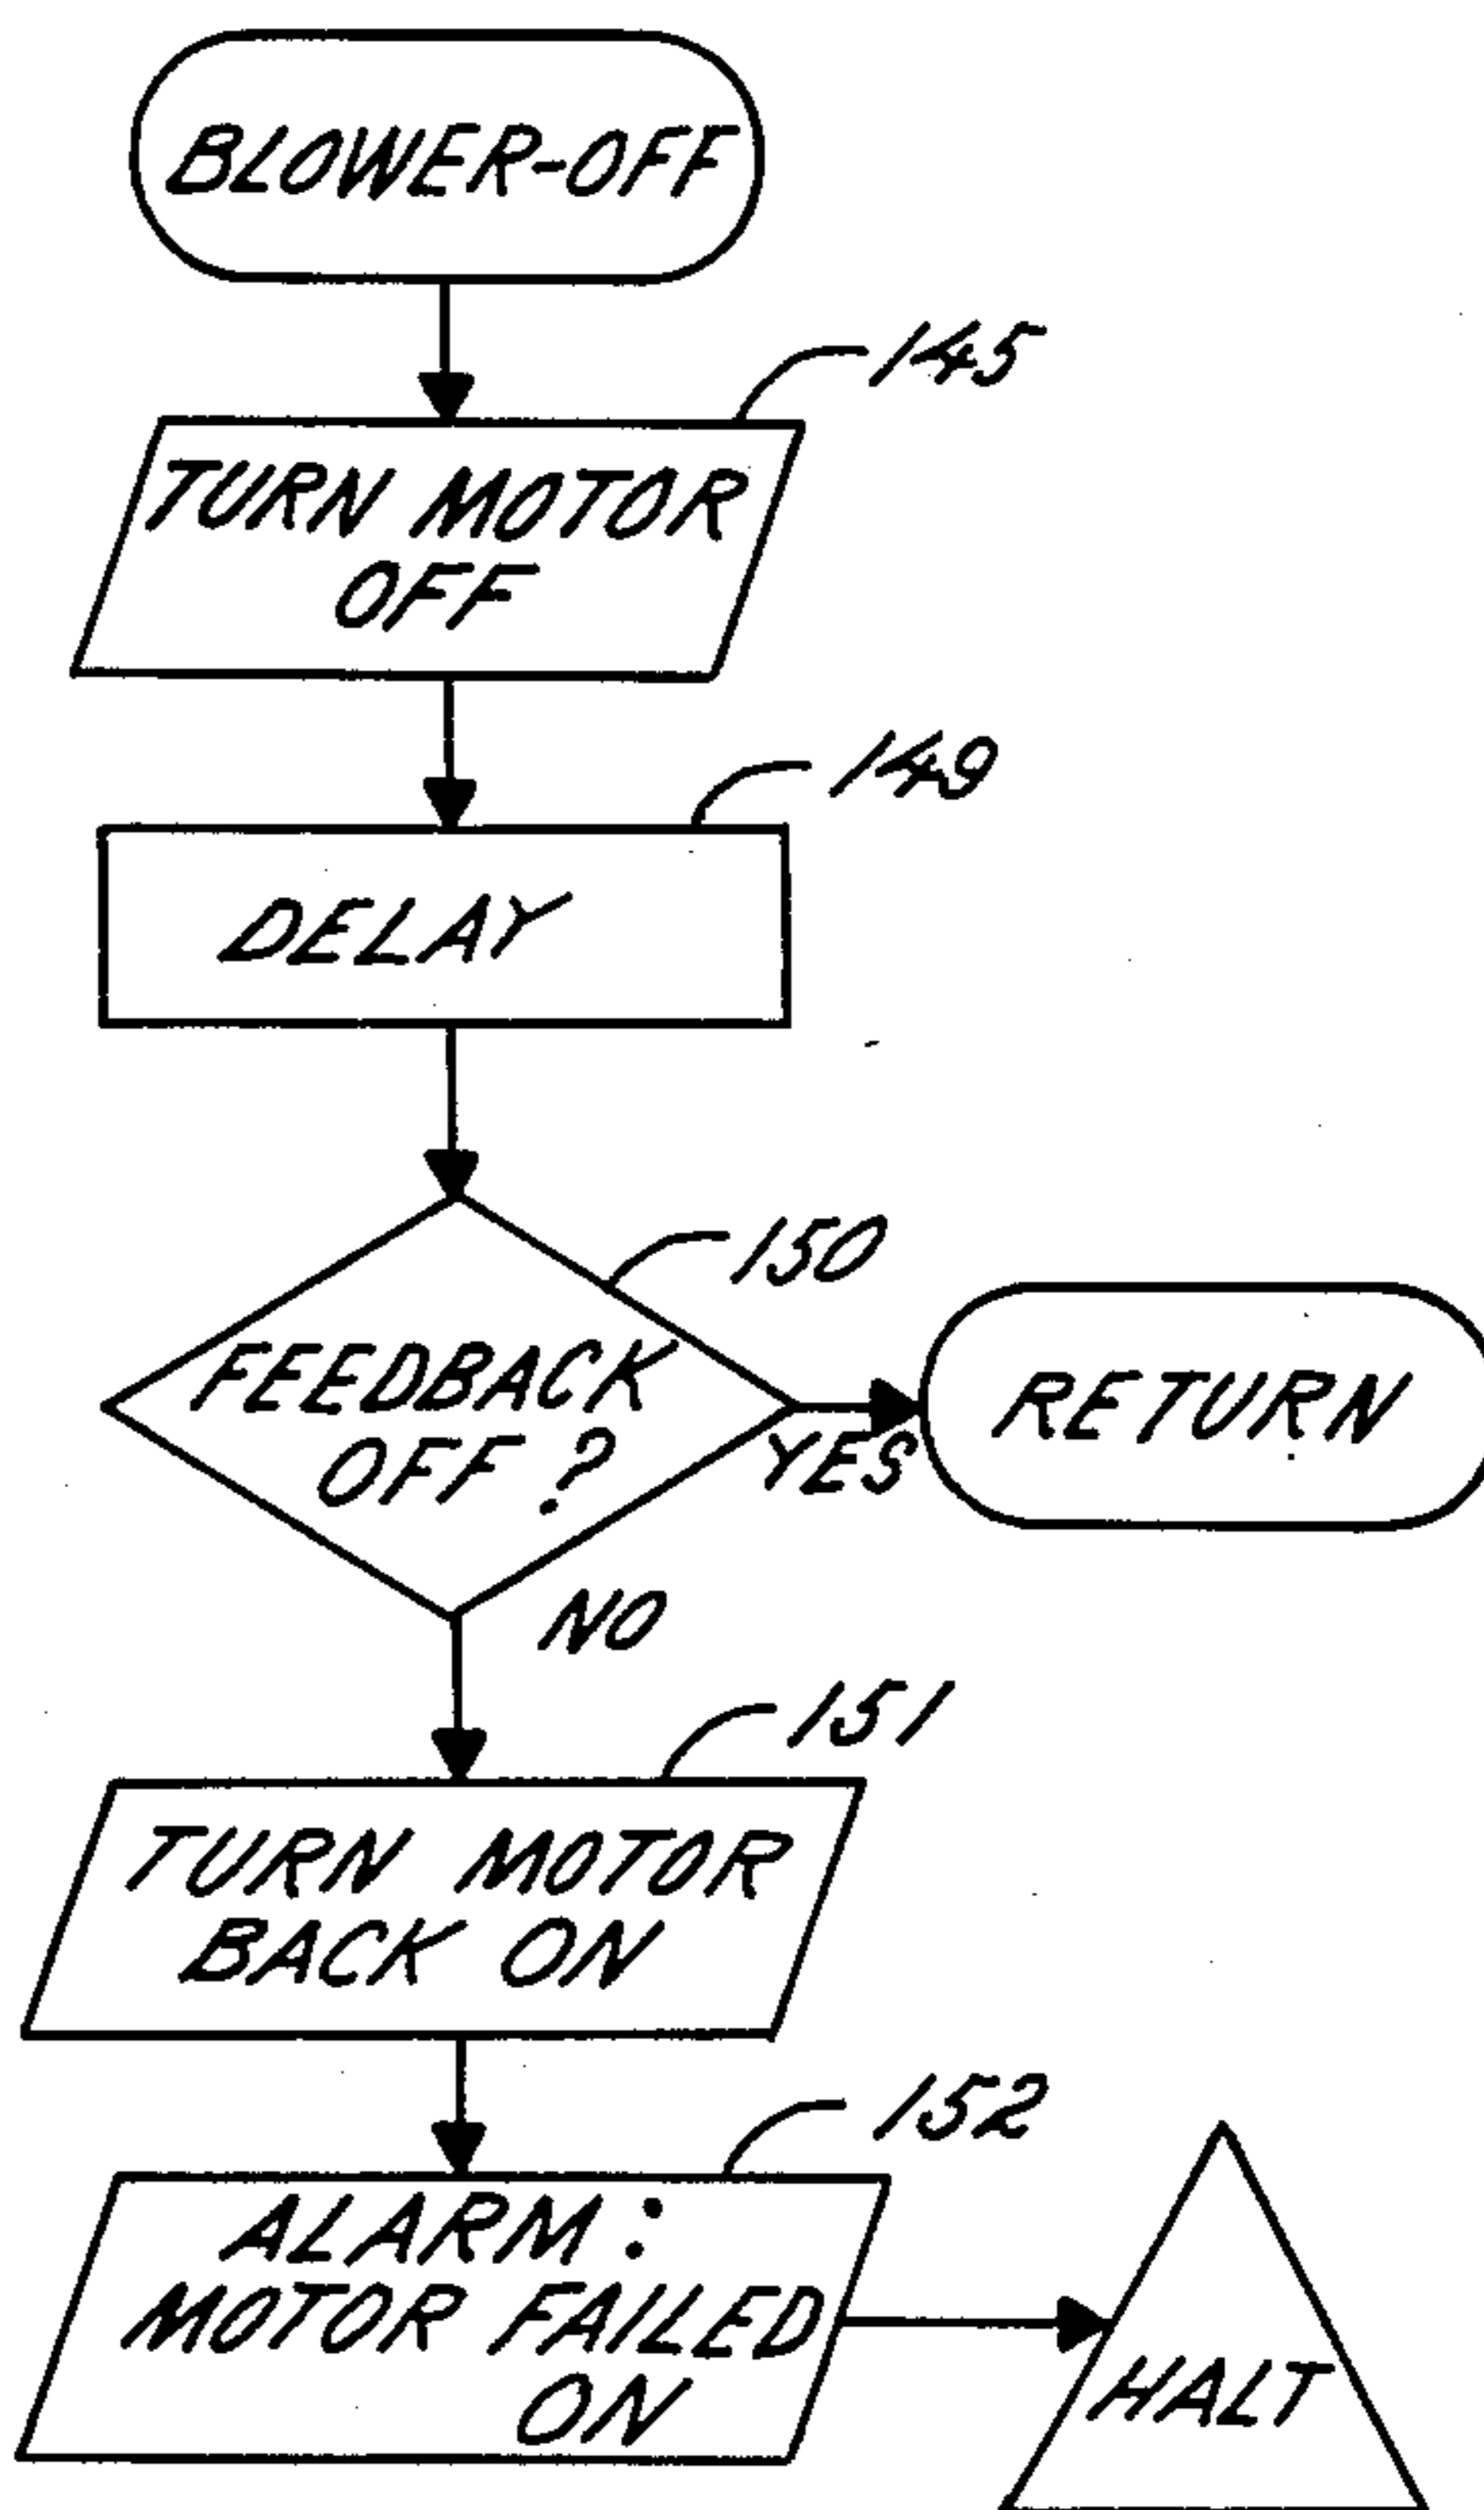 BLOWER-OFF
145
TURN MOTOR
OFF
149
DELAY
150
FEEDBACK
OFF ?
YES
RETURN
NO
151
TURN MOTOR
BACK ON
152
ALARM :
MOTOR FAILED
ON
HALT